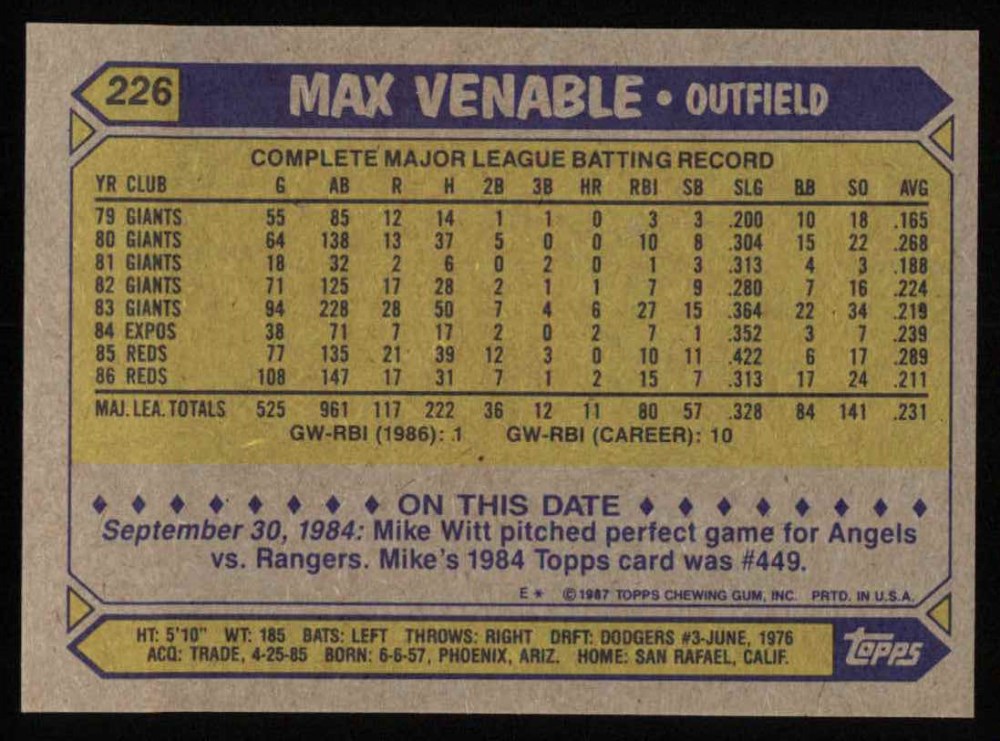 226 MAX VENABLE • OUTFIELD
COMPLETE MAJOR LEAGUE BATTING RECORD
YR CLUB G AB R H 2B 3B HR RBI SB SLG BB SO AVG
79 GIANTS 55 85 12 14 1 1 0 3 3 .200 10 18 .165
80 GIANTS 64 138 13 37 5 0 0 10 8 .304 15 22 .268
81 GIANTS 18 32 2 6 0 2 0 1 3 .313 4 3 .188
82 GIANTS 71 125 17 28 2 1 1 7 9 .280 7 16 .224
83 GIANTS 94 228 28 50 7 4 6 27 15 .364 22 34 .219
84 EXPOS 38 71 7 17 2 0 2 7 1 .352 3 7 .239
85 REDS 77 135 21 39 12 3 0 10 11 .422 6 17 .289
86 REDS 108 147 17 31 7 1 2 15 7 .313 17 24 .211
MAJ. LEA. TOTALS 525 961 117 222 36 12 11 80 57 .328 84 141 .231
GW-RBI (1986): 1 GW-RBI (CAREER): 10
ON THIS DATE
September 30, 1984: Mike Witt pitched perfect game for Angels
vs. Rangers. Mike's 1984 Topps card was #449.
E * © 1987 TOPPS CHEWING GUM, INC. PRTD. IN U.S.A.
HT: 5'10" WT: 185 BATS: LEFT THROWS: RIGHT DRFT: DODGERS #3-JUNE, 1976
ACQ: TRADE, 4-25-85 BORN: 6-6-57, PHOENIX, ARIZ. HOME: SAN RAFAEL, CALIF.
topps